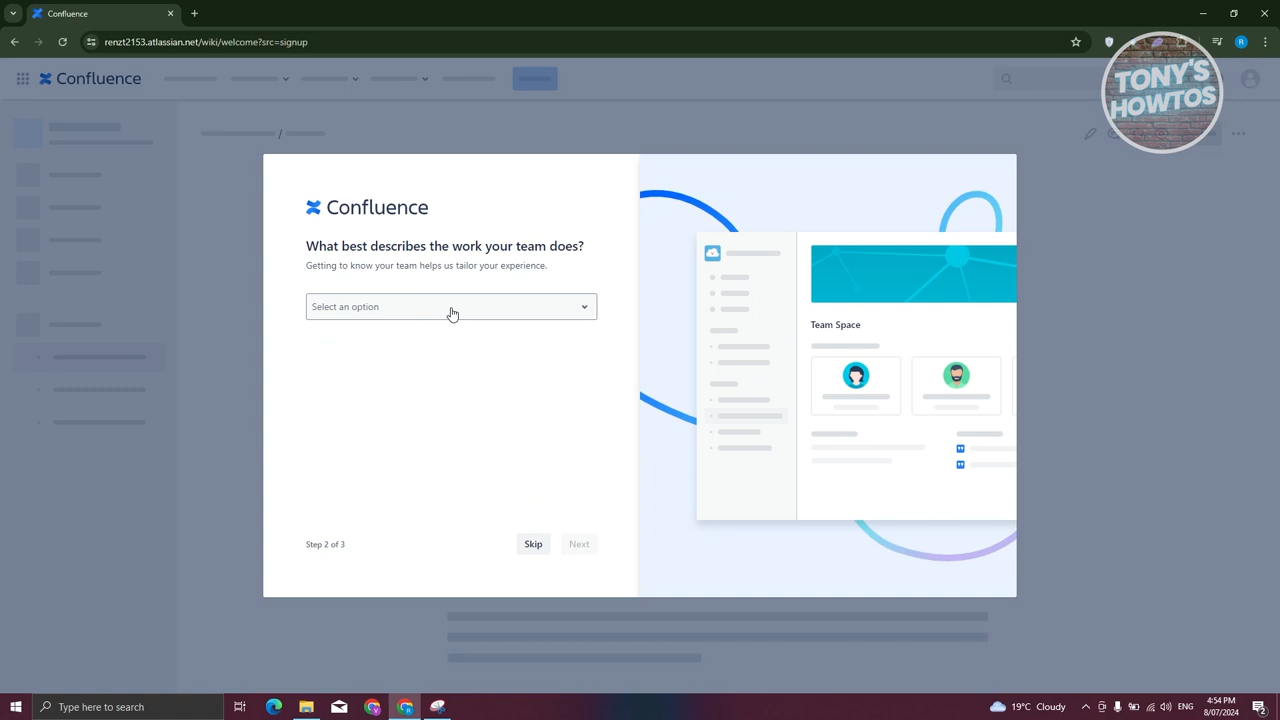 Confluence
renzt2153.atlassian.net/wiki/welcome?src=signup
R
Confluence
TONY'S
HOWTOS
/
Confluence
What best describes the work your team does?
Getting to know your team helps us tailor your experience.
Select an option
Team Space
Step 2 of 3
Skip
Next
Type here to search
19°C Cloudy
ENG
4:54 PM
8/07/2024